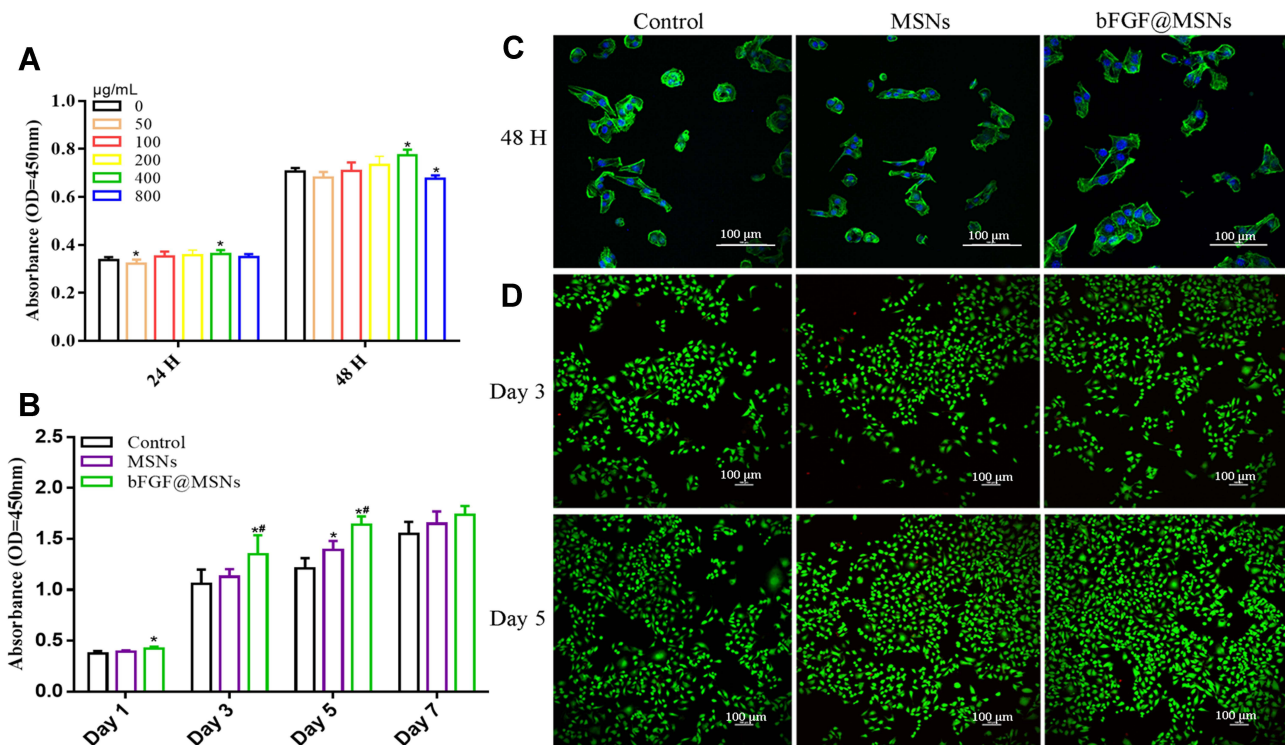 A
µg/mL
0
50
100
200
400
800
1.0
0.8
0.6
0.4
0.2
0.0
Absorbance (OD=450nm)
* * * *
24 H
48 H
B
Control
MSNs
bFGF@MSNs
2.5
2.0
1.5
1.0
0.5
0.0
Absorbance (OD=450nm)
* *# * *#
Day 1
Day 3
Day 5
Day 7
Control
MSNs
bFGF@MSNs
C
48 H
100 µm
100 µm
100 µm
D
Day 3
100 µm
100 µm
100 µm
Day 5
100 µm
100 µm
100 µm